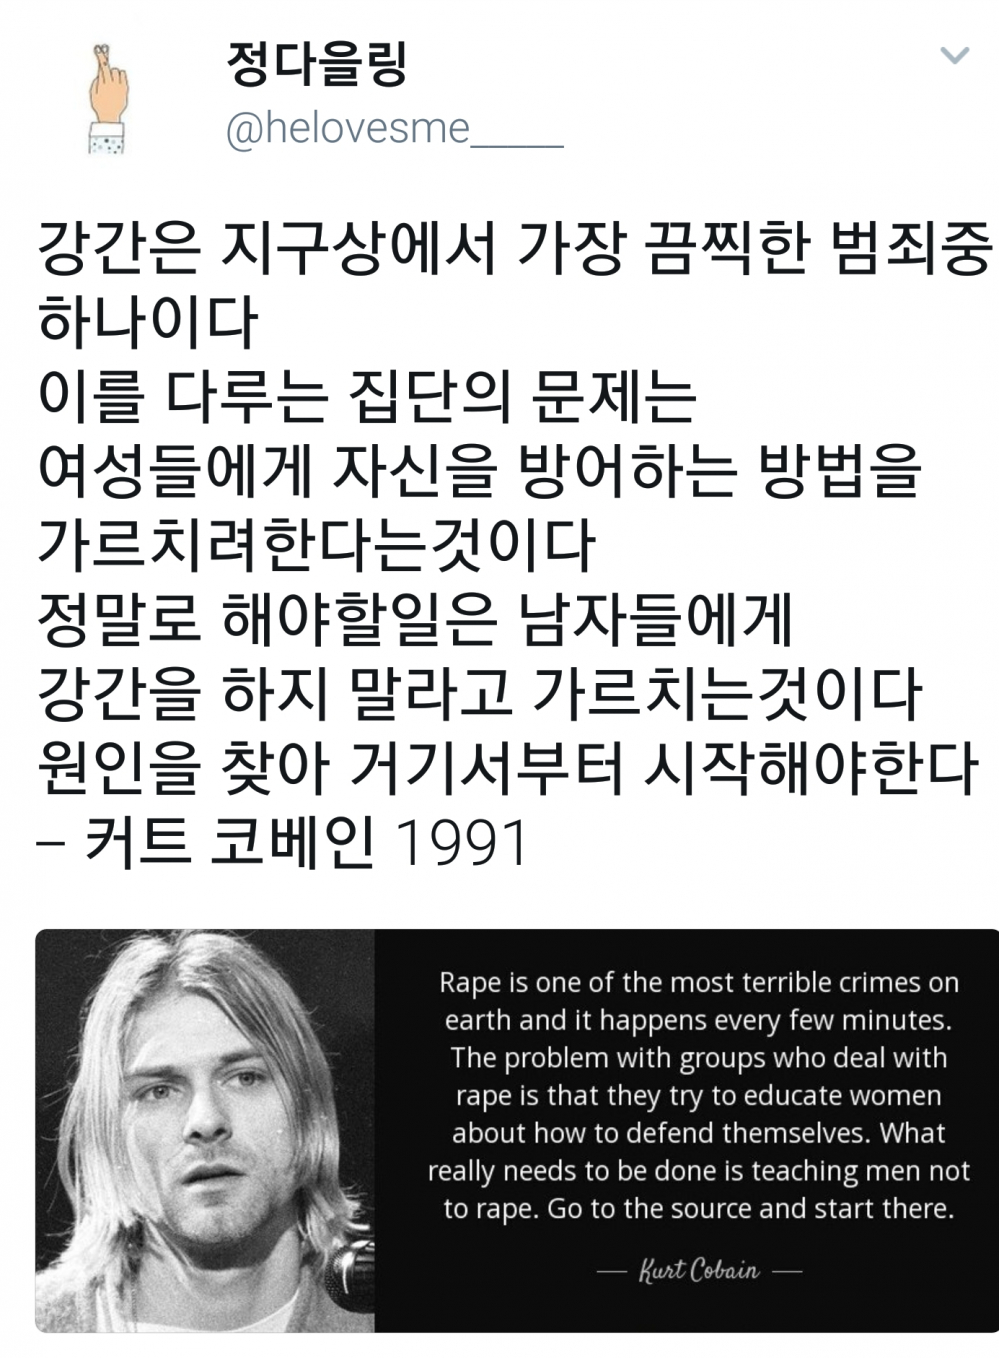 정다을링
@helovesme_____
강간은 지구상에서 가장 끔찍한 범죄중
하나이다
이를 다루는 집단의 문제는
여성들에게 자신을 방어하는 방법을
가르치려한다는것이다
정말로 해야할일은 남자들에게
강간을 하지 말라고 가르치는것이다
원인을 찾아 거기서부터 시작해야한다
– 커트 코베인 1991
Rape is one of the most terrible crimes on
earth and it happens every few minutes.
The problem with groups who deal with
rape is that they try to educate women
about how to defend themselves. What
really needs to be done is teaching men not
to rape. Go to the source and start there.
— Kurt Cobain —